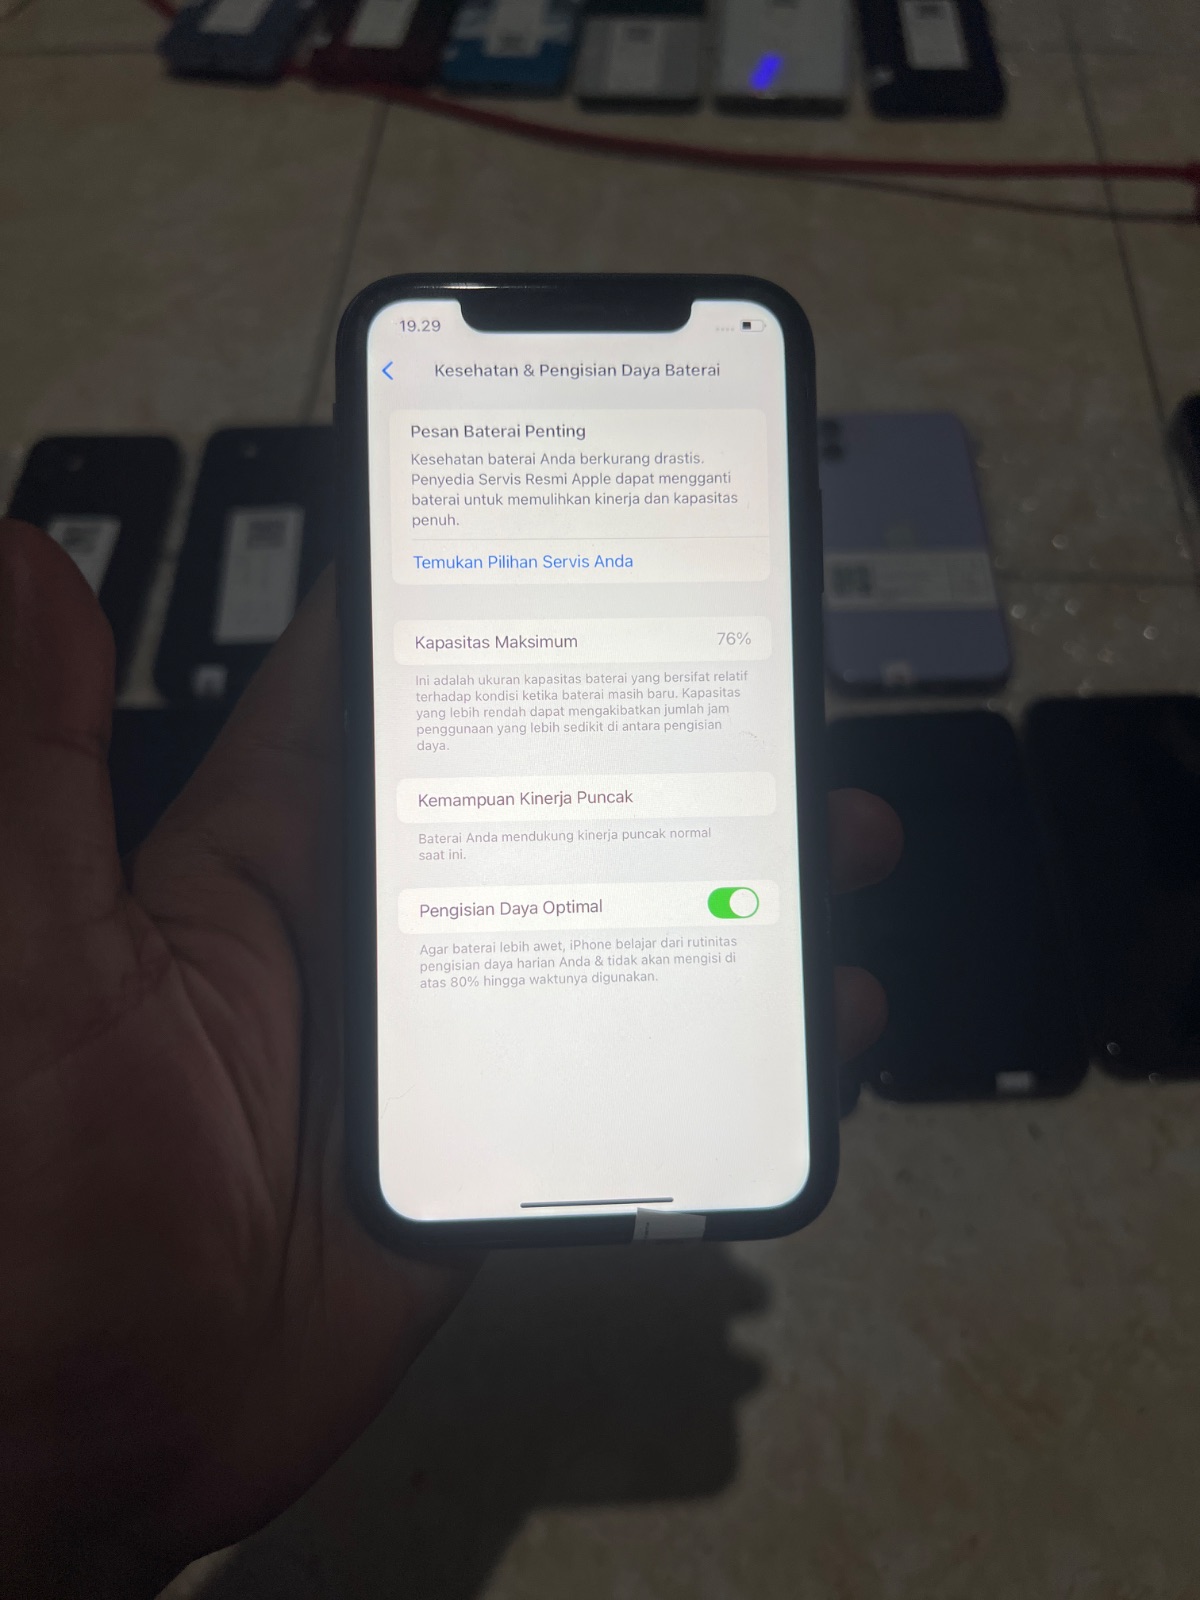 19.29
Kesehatan & Pengisian Daya Baterai
Pesan Baterai Penting
Kesehatan baterai Anda berkurang drastis.
Penyedia Servis Resmi Apple dapat mengganti
baterai untuk memulihkan kinerja dan kapasitas
penuh.
Temukan Pilihan Servis Anda
Kapasitas Maksimum 76%
Ini adalah ukuran kapasitas baterai yang bersifat relatif
terhadap kondisi ketika baterai masih baru. Kapasitas
yang lebih rendah dapat mengakibatkan jumlah jam
penggunaan yang lebih sedikit di antara pengisian
daya.
Kemampuan Kinerja Puncak
Baterai Anda mendukung kinerja puncak normal
saat ini.
Pengisian Daya Optimal
Agar baterai lebih awet, iPhone belajar dari rutinitas
pengisian daya harian Anda & tidak akan mengisi di
atas 80% hingga waktunya digunakan.